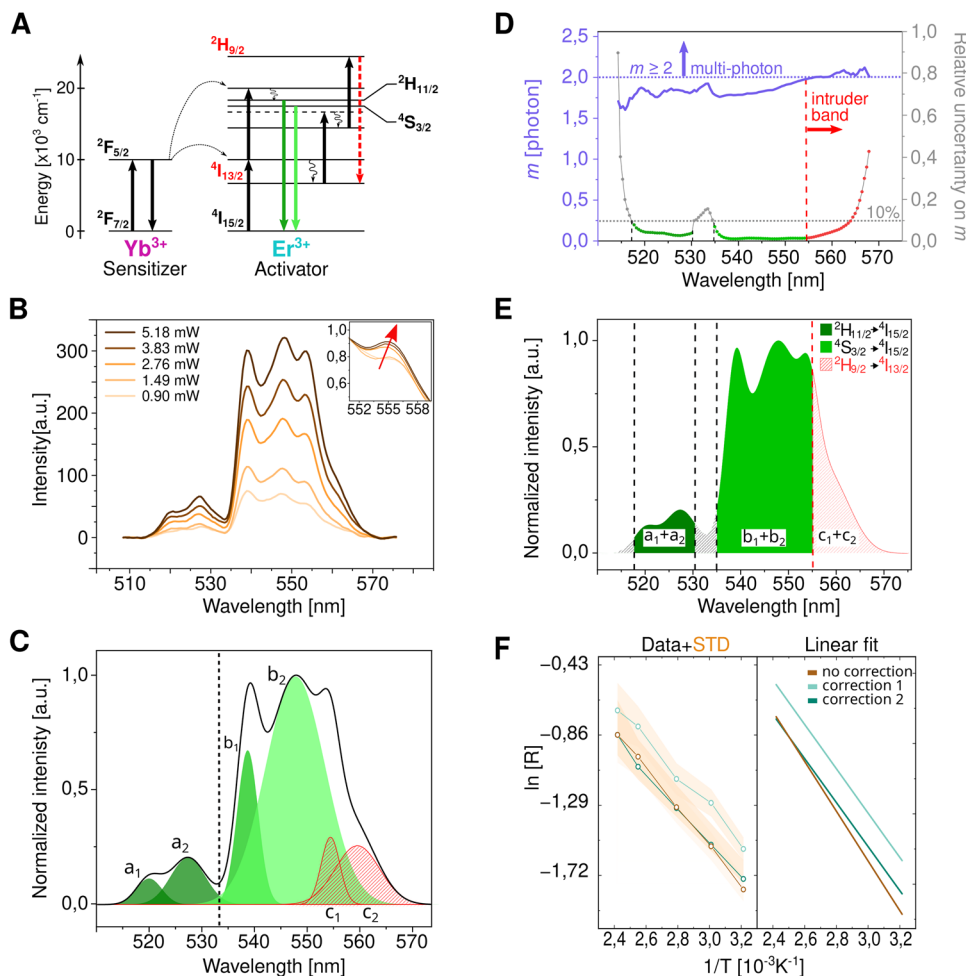 A
Energy [x10³ cm⁻¹]
20
10
0
²F₅/₂
²F₇/₂
Yb³⁺
Sensitizer
²H₉/₂
²H₁₁/₂
⁴S₃/₂
⁴I₁₃/₂
⁴I₁₅/₂
Er³⁺
Activator
D
m [photon]
2,5
2,0
1,5
1,0
0,5
0,0
m ≥ 2
multi-photon
intruder
band
10%
1,0
0,8
0,6
0,4
0,2
0,0
Relative uncertainty on m
520 530 540 550 560 570
Wavelength [nm]
B
Intensity[a.u.]
300
250
200
150
100
50
0
5.18 mW
3.83 mW
2.76 mW
1.49 mW
0.90 mW
1,0
0,8
0,6
552 555 558
510 530 550 570
Wavelength [nm]
E
Normalized intenisty [a.u.]
1,0
0,5
0,0
²H₁₁/₂→⁴I₁₅/₂
⁴S₃/₂→⁴I₁₅/₂
²H₉/₂→⁴I₁₃/₂
a₁+a₂
b₁+b₂
c₁+c₂
520 530 540 550 560 570
Wavelength [nm]
C
Normalized intenisty [a.u.]
1,0
0,5
0,0
a₁
a₂
b₁
b₂
c₁
c₂
520 530 540 550 560 570
Wavelength [nm]
F
Data+STD
Linear fit
ln [R]
−0,43
−0,86
−1,29
−1,72
no correction
correction 1
correction 2
2,4 2,6 2,8 3,0 3,2
2,4 2,6 2,8 3,0 3,2
1/T [10⁻³K⁻¹]